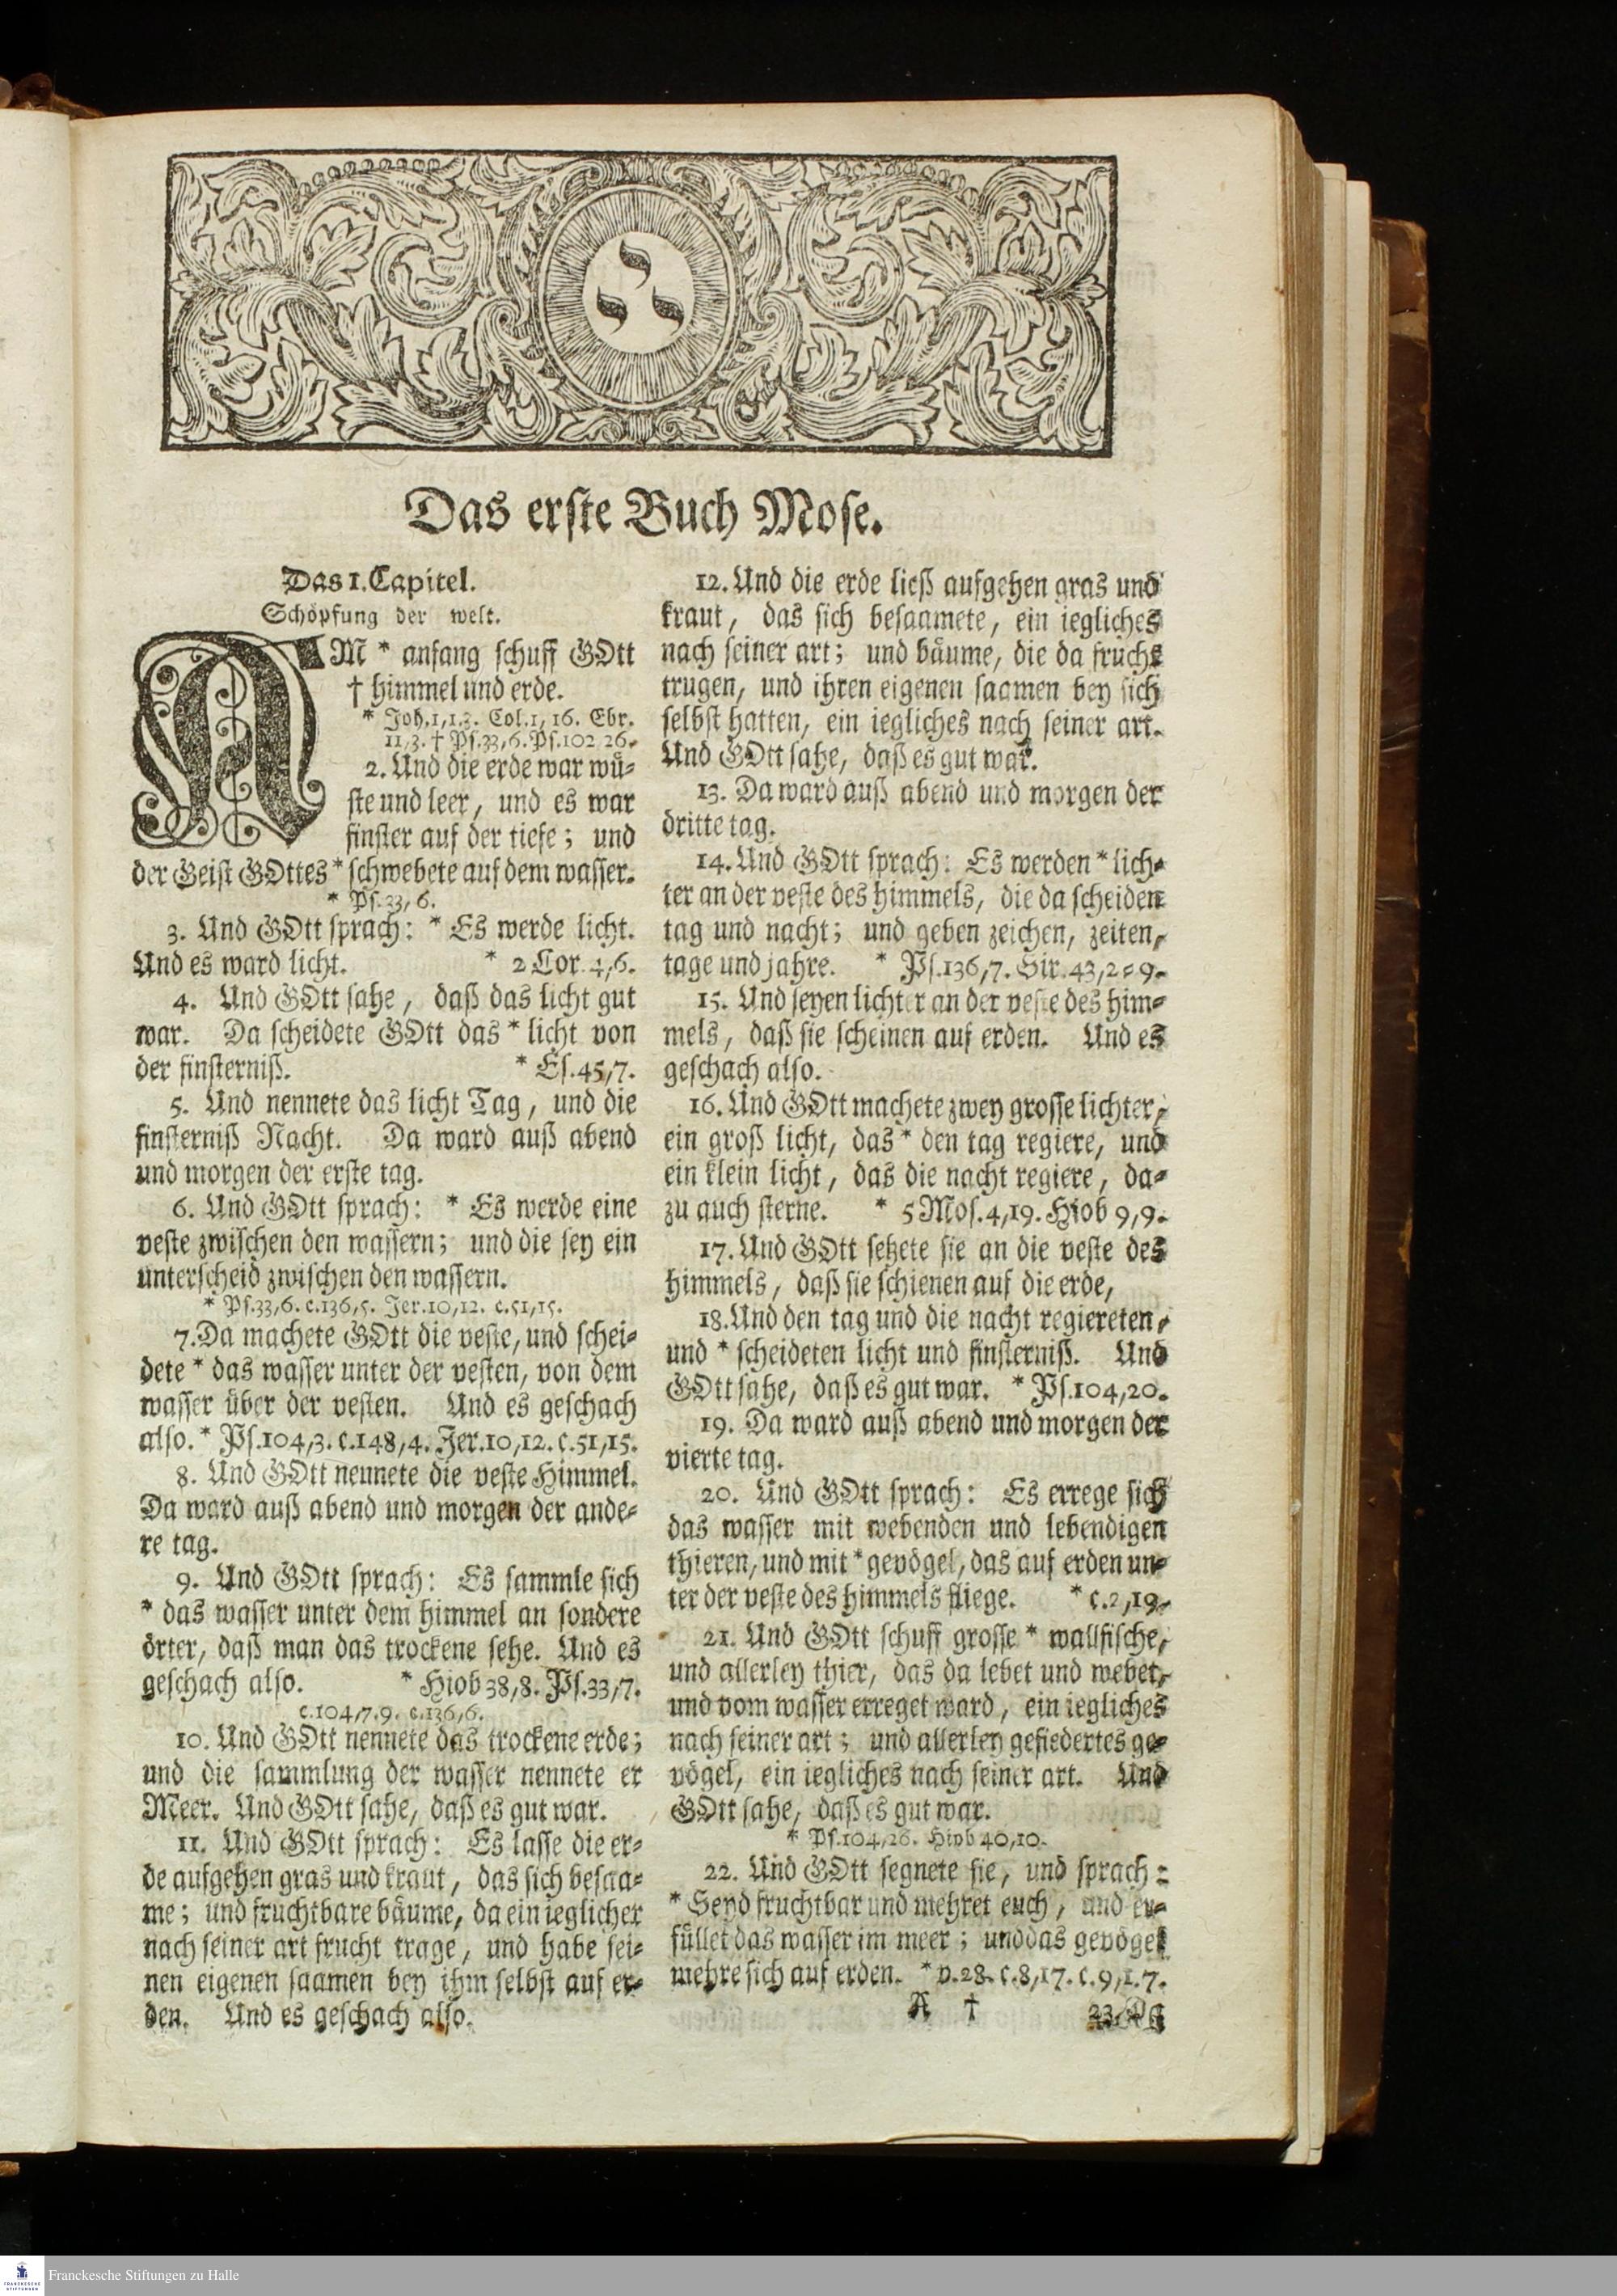 Das erste Buch Mose.
Das 1. Capitel.
Schöpfung der welt.
AM * anfang schuff GOtt
† himmel und erde.
* Joh.1,1.3. Col.1,16. Ebr.
11,3. † Ps.33,6. Ps.102,26.
2. Und die erde war wü-
ste und leer, und es war
finster auf der tiefe; und
der Geist GOttes * schwebete auf dem wasser.
* Ps.33,6.
3. Und GOtt sprach: * Es werde licht.
Und es ward licht. * 2 Cor. 4,6.
4. Und GOtt sahe, daß das licht gut
war. Da scheidete GOtt das * licht von
der finsterniß. * Es.45,7.
5. Und nennete das licht Tag, und die
finsterniß Nacht. Da ward auß abend
und morgen der erste tag.
6. Und GOtt sprach: * Es werde eine
veste zwischen den wassern; und die sey ein
unterscheid zwischen den wassern.
* Ps.33,6. c.136,5. Jer.10,12. c.51,15.
7. Da machete GOtt die veste, und schei-
dete * das wasser unter der vesten, von dem
wasser über der vesten. Und es geschach
also. * Ps.104,3. c.148,4. Jer.10,12. c.51,15.
8. Und GOtt nennete die veste Himmel.
Da ward auß abend und morgen der ande-
re tag.
9. Und GOtt sprach: Es sammle sich
* das wasser unter dem himmel an sondere
örter, daß man das trockene sehe. Und es
geschach also. * Hiob 38,8. Ps.33,7.
c.104,7.9. c.136,6.
10. Und GOtt nennete das trockene erde;
und die sammlung der wasser nennete er
Meer. Und GOtt sahe, daß es gut war.
11. Und GOtt sprach: Es lasse die er-
de aufgehen gras und kraut, das sich besaa-
me; und fruchtbare bäume, da ein ieglicher
nach seiner art frucht trage, und habe sei-
nen eigenen saamen bey ihm selbst auf er-
den. Und es geschach also.
12. Und die erde ließ aufgehen gras und
kraut, das sich besaamete, ein iegliches
nach seiner art; und bäume, die da frucht
trugen, und ihren eigenen saamen bey sich
selbst hatten, ein iegliches nach seiner art.
Und GOtt sahe, daß es gut war.
13. Da ward auß abend und morgen der
dritte tag.
14. Und GOtt sprach: Es werden * lich-
ter an der veste des himmels, die da scheiden
tag und nacht; und geben zeichen, zeiten,
tage und jahre. * Ps.136,7. Sir.43,2=9.
15. Und seyen lichter an der veste des him-
mels, daß sie scheinen auf erden. Und es
geschach also.
16. Und GOtt machete zwey grosse lichter,
ein groß licht, das * den tag regiere, und
ein klein licht, das die nacht regiere, da-
zu auch sterne. * 5 Mos.4,19. Hiob 9,9.
17. Und GOtt setzete sie an die veste des
himmels, daß sie schienen auf die erde,
18. Und den tag und die nacht regiereten,
und * scheideten licht und finsterniß. Und
GOtt sahe, daß es gut war. * Ps.104,20.
19. Da ward auß abend und morgen der
vierte tag.
20. Und GOtt sprach: Es errege sich
das wasser mit webenden und lebendigen
thieren, und mit * gevögel, das auf erden un-
ter der veste des himmels fliege. * c.2,19.
21. Und GOtt schuff grosse * wallfische,
und allerley thier, das da lebet und webet,
und vom wasser erreget ward, ein iegliches
nach seiner art; und allerley gefiedertes ge-
vögel, ein iegliches nach seiner art. Und
GOtt sahe, daß es gut war.
* Ps.104,26. Hiob 40,10.
22. Und GOtt segnete sie, und sprach:
* Seyd fruchtbar und mehret euch, und er-
füllet das wasser im meer; und das gevögel
mehre sich auf erden. * v.28. c.8,17. c.9,1.7.
A † 23. Da
FRANCKESCHE
STIFTUNGEN
Franckesche Stiftungen zu Halle